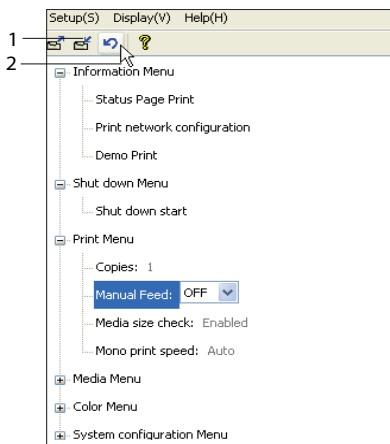 Setup(S) Display(V) Help(H)
1
2
?
Information Menu
Status Page Print
Print network configuration
Demo Print
Shut down Menu
Shut down start
Print Menu
Copies: 1
Manual Feed: OFF
Media size check: Enabled
Mono print speed: Auto
Media Menu
Color Menu
System configuration Menu